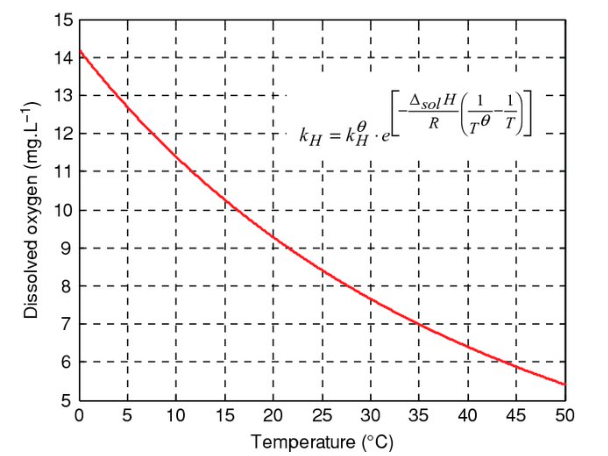 15
14
13
12
11
10
9
8
7
6
5
Dissolved oxygen (mg.L⁻¹)
k_H = k_H^θ · e^[−(Δ_sol H / R)(1/T^θ − 1/T)]
0 5 10 15 20 25 30 35 40 45 50
Temperature (°C)